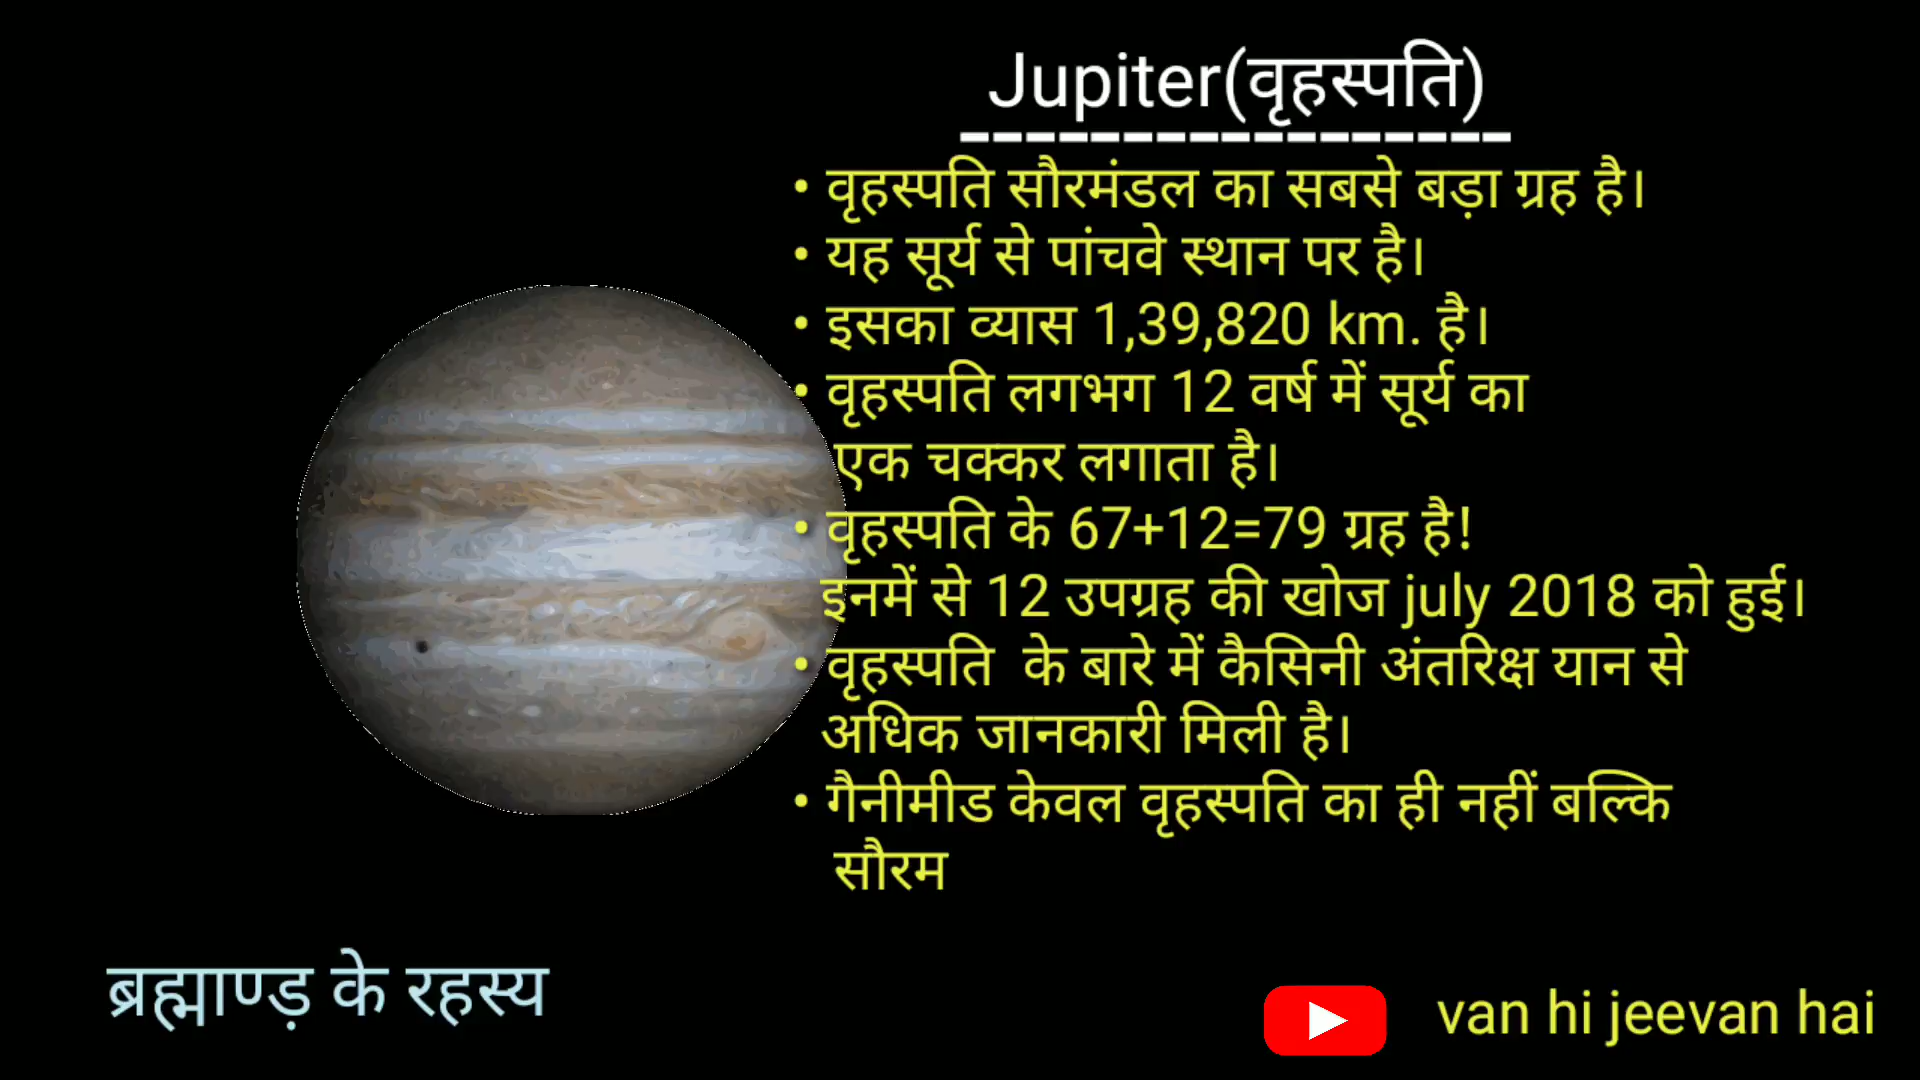 Jupiter(वृहस्पति)
• वृहस्पति सौरमंडल का सबसे बड़ा ग्रह है।
• यह सूर्य से पांचवे स्थान पर है।
• इसका व्यास 1,39,820 km. है।
• वृहस्पति लगभग 12 वर्ष में सूर्य का
एक चक्कर लगाता है।
• वृहस्पति के 67+12=79 ग्रह है!
इनमें से 12 उपग्रह की खोज july 2018 को हुई।
• वृहस्पति के बारे में कैसिनी अंतरिक्ष यान से
अधिक जानकारी मिली है।
• गैनीमीड केवल वृहस्पति का ही नहीं बल्कि
सौरम
ब्रह्माण्ड़ के रहस्य
van hi jeevan hai